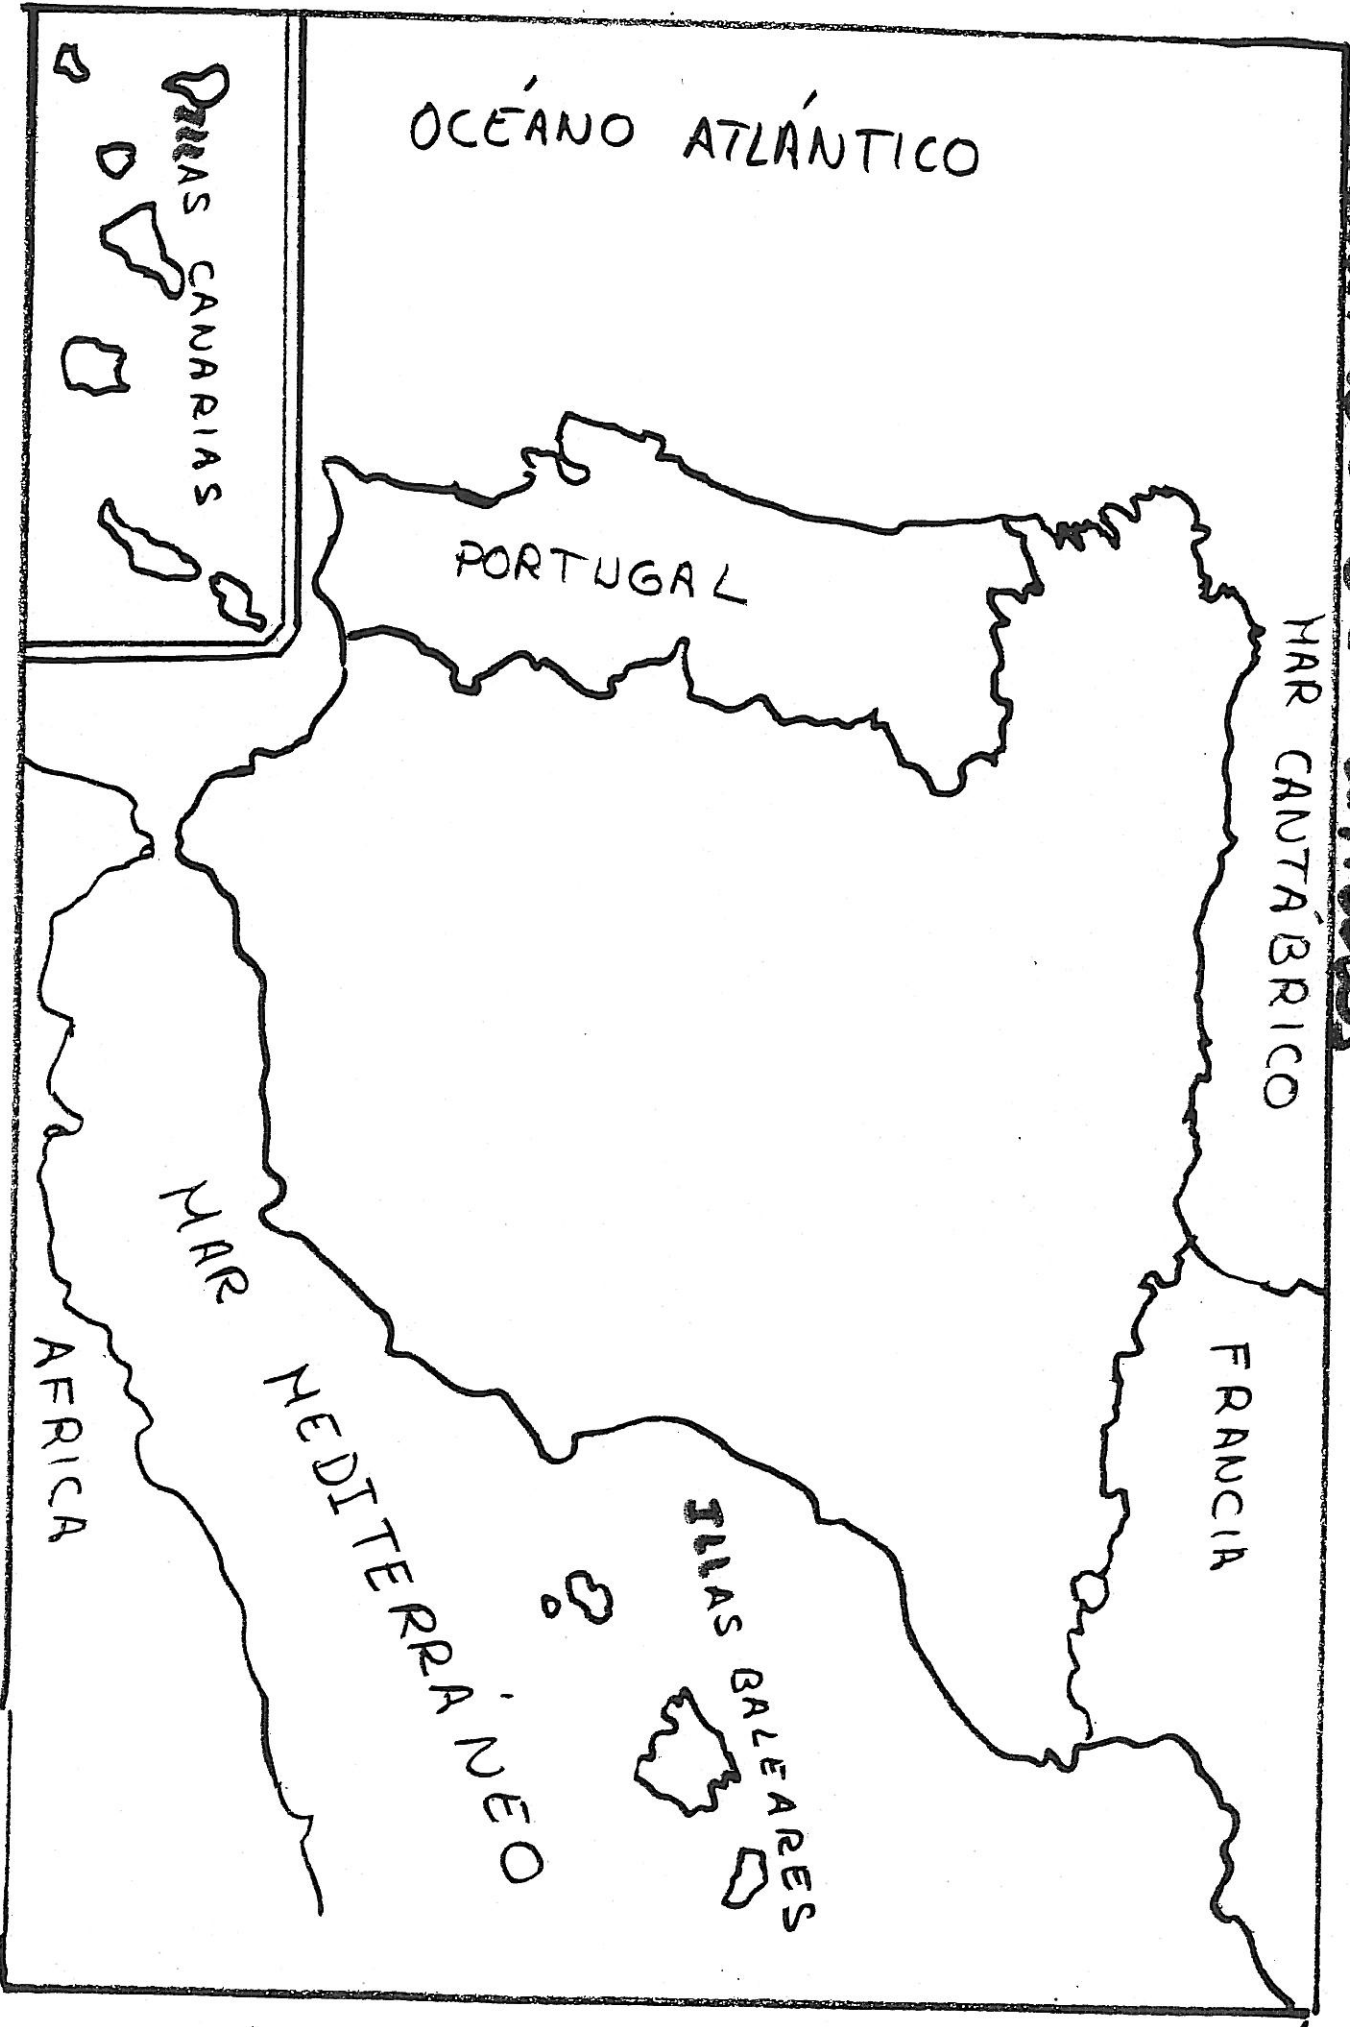 OCÉANO ATLÁNTICO
MAR CANTÁBRICO
FRANCIA
PORTUGAL
ILLAS BALEARES
MAR MEDITERRÁNEO
AFRICA
ILLAS CANARIAS